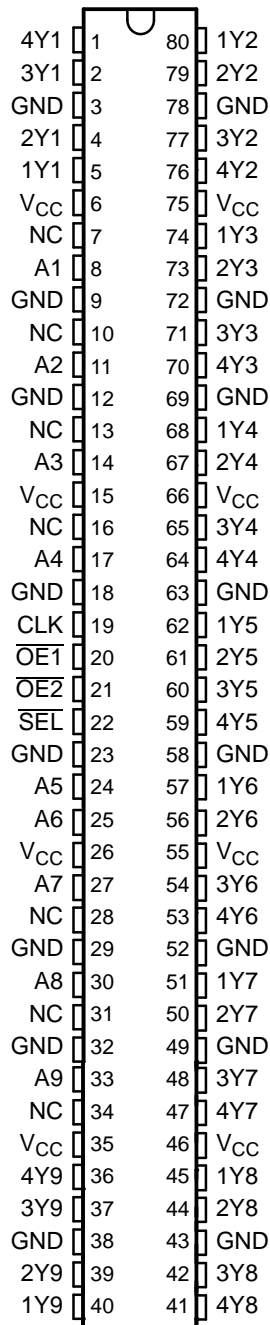 4Y1 1 80 1Y2
3Y1 2 79 2Y2
GND 3 78 GND
2Y1 4 77 3Y2
1Y1 5 76 4Y2
VCC 6 75 VCC
NC 7 74 1Y3
A1 8 73 2Y3
GND 9 72 GND
NC 10 71 3Y3
A2 11 70 4Y3
GND 12 69 GND
NC 13 68 1Y4
A3 14 67 2Y4
VCC 15 66 VCC
NC 16 65 3Y4
A4 17 64 4Y4
GND 18 63 GND
CLK 19 62 1Y5
O̅E̅1̅ 20 61 2Y5
O̅E̅2̅ 21 60 3Y5
S̅E̅L̅ 22 59 4Y5
GND 23 58 GND
A5 24 57 1Y6
A6 25 56 2Y6
VCC 26 55 VCC
A7 27 54 3Y6
NC 28 53 4Y6
GND 29 52 GND
A8 30 51 1Y7
NC 31 50 2Y7
GND 32 49 GND
A9 33 48 3Y7
NC 34 47 4Y7
VCC 35 46 VCC
4Y9 36 45 1Y8
3Y9 37 44 2Y8
GND 38 43 GND
2Y9 39 42 3Y8
1Y9 40 41 4Y8